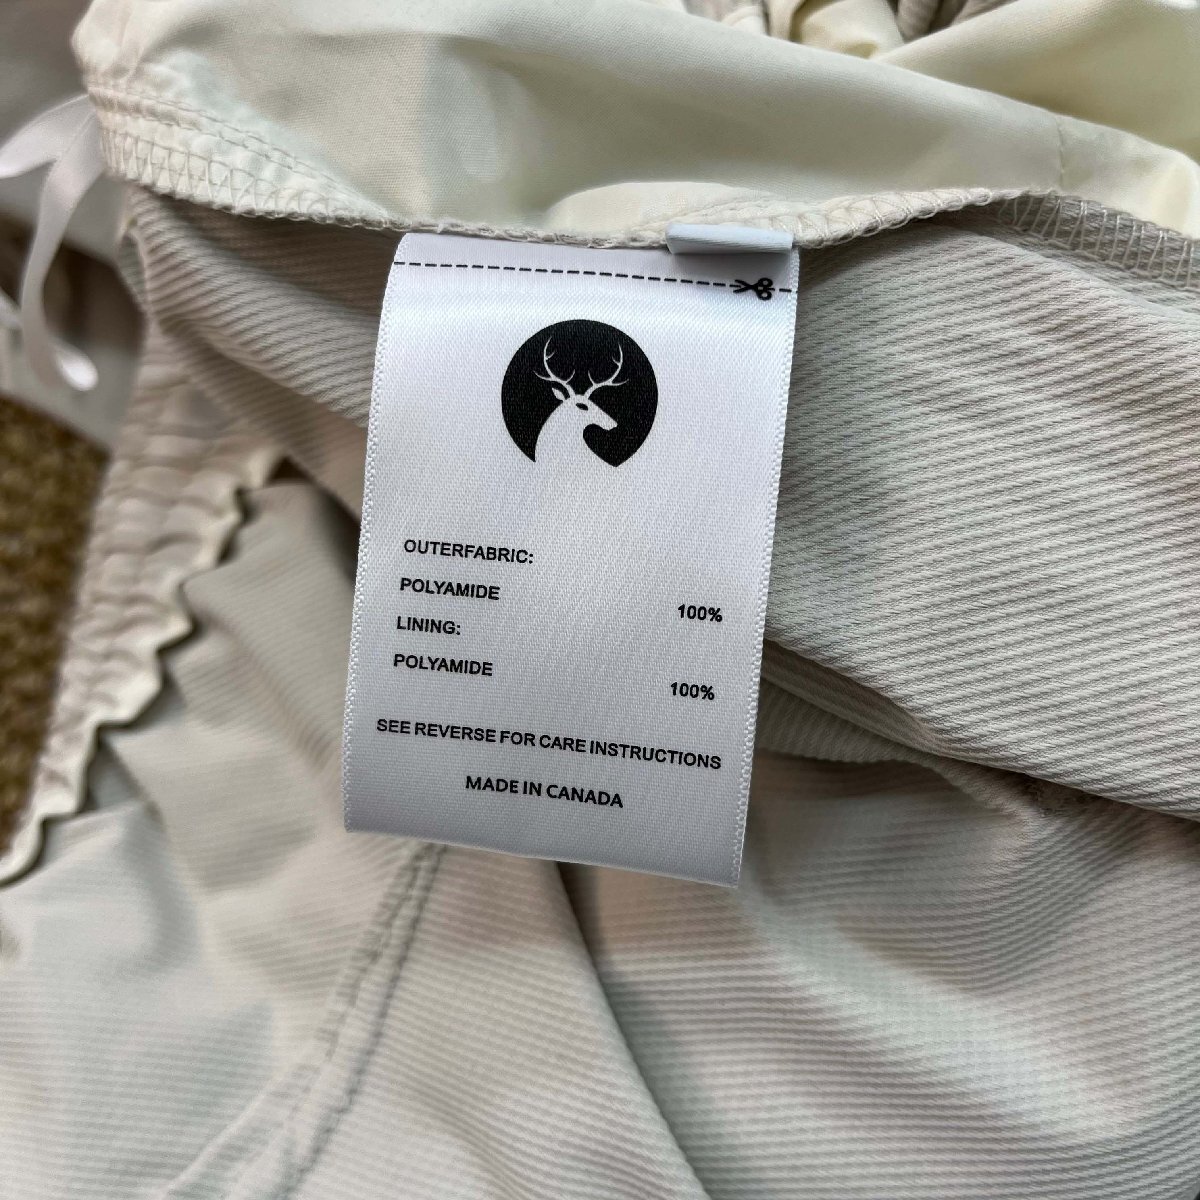 OUTERFABRIC:
POLYAMIDE 100%
LINING:
POLYAMIDE 100%
SEE REVERSE FOR CARE INSTRUCTIONS
MADE IN CANADA